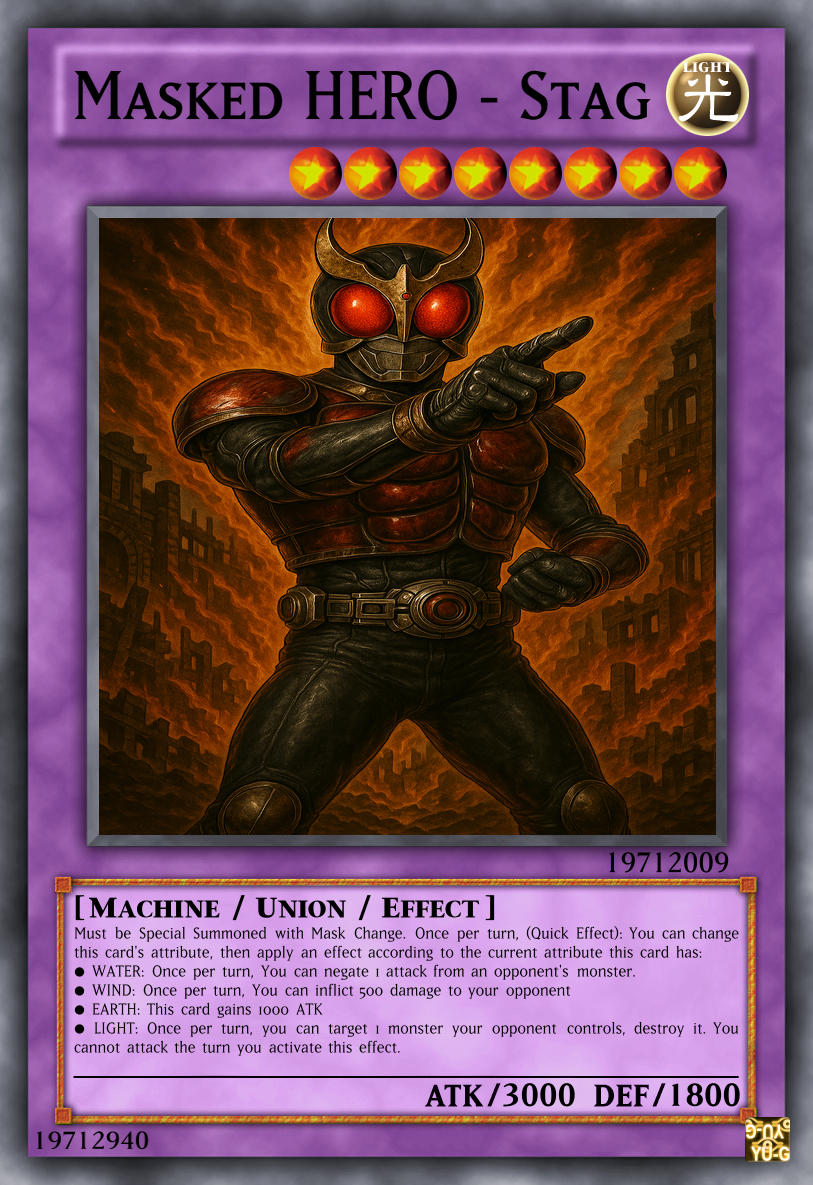 MASKED HERO - STAG
LIGHT
光
19712009
[ MACHINE / UNION / EFFECT ]
Must be Special Summoned with Mask Change. Once per turn, (Quick Effect): You can change
this card's attribute, then apply an effect according to the current attribute this card has:
● WATER: Once per turn, You can negate 1 attack from an opponent's monster.
● WIND: Once per turn, You can inflict 500 damage to your opponent
● EARTH: This card gains 1000 ATK
● LIGHT: Once per turn, you can target 1 monster your opponent controls, destroy it. You
cannot attack the turn you activate this effect.
ATK/3000 DEF/1800
19712940